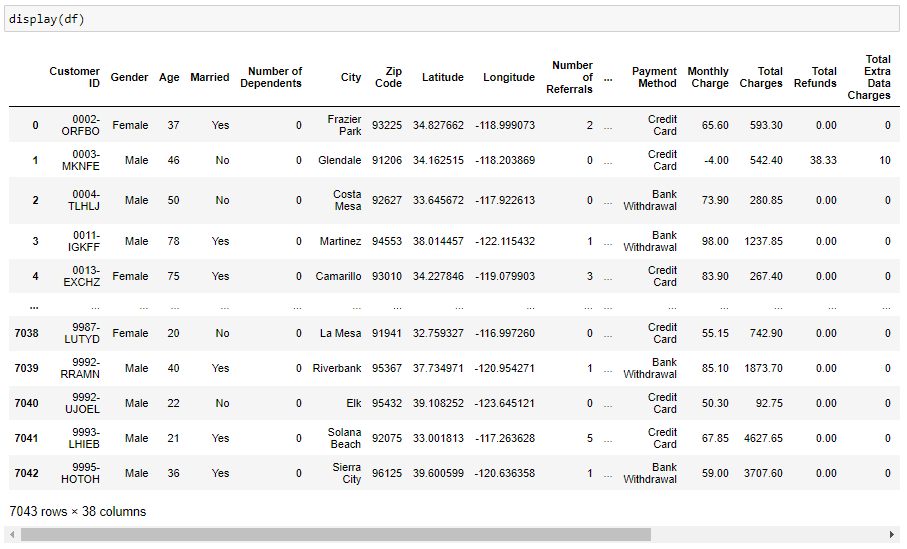 display(df)
Customer ID Gender Age Married Number of Dependents City Zip Code Latitude Longitude Number of Referrals ... Payment Method Monthly Charge Total Charges Total Refunds Total Extra Data Charges
0 0002-ORFBO Female 37 Yes 0 Frazier Park 93225 34.827662 -118.999073 2 ... Credit Card 65.60 593.30 0.00 0
1 0003-MKNFE Male 46 No 0 Glendale 91206 34.162515 -118.203869 0 ... Credit Card -4.00 542.40 38.33 10
2 0004-TLHLJ Male 50 No 0 Costa Mesa 92627 33.645672 -117.922613 0 ... Bank Withdrawal 73.90 280.85 0.00 0
3 0011-IGKFF Male 78 Yes 0 Martinez 94553 38.014457 -122.115432 1 ... Bank Withdrawal 98.00 1237.85 0.00 0
4 0013-EXCHZ Female 75 Yes 0 Camarillo 93010 34.227846 -119.079903 3 ... Credit Card 83.90 267.40 0.00 0
... ... ... ... ... ... ... ... ... ... ... ... ... ... ... ... ...
7038 9987-LUTYD Female 20 No 0 La Mesa 91941 32.759327 -116.997260 0 ... Credit Card 55.15 742.90 0.00 0
7039 9992-RRAMN Male 40 Yes 0 Riverbank 95367 37.734971 -120.954271 1 ... Bank Withdrawal 85.10 1873.70 0.00 0
7040 9992-UJOEL Male 22 No 0 Elk 95432 39.108252 -123.645121 0 ... Credit Card 50.30 92.75 0.00 0
7041 9993-LHIEB Male 21 Yes 0 Solana Beach 92075 33.001813 -117.263628 5 ... Credit Card 67.85 4627.65 0.00 0
7042 9995-HOTOH Male 36 Yes 0 Sierra City 96125 39.600599 -120.636358 1 ... Bank Withdrawal 59.00 3707.60 0.00 0
7043 rows × 38 columns